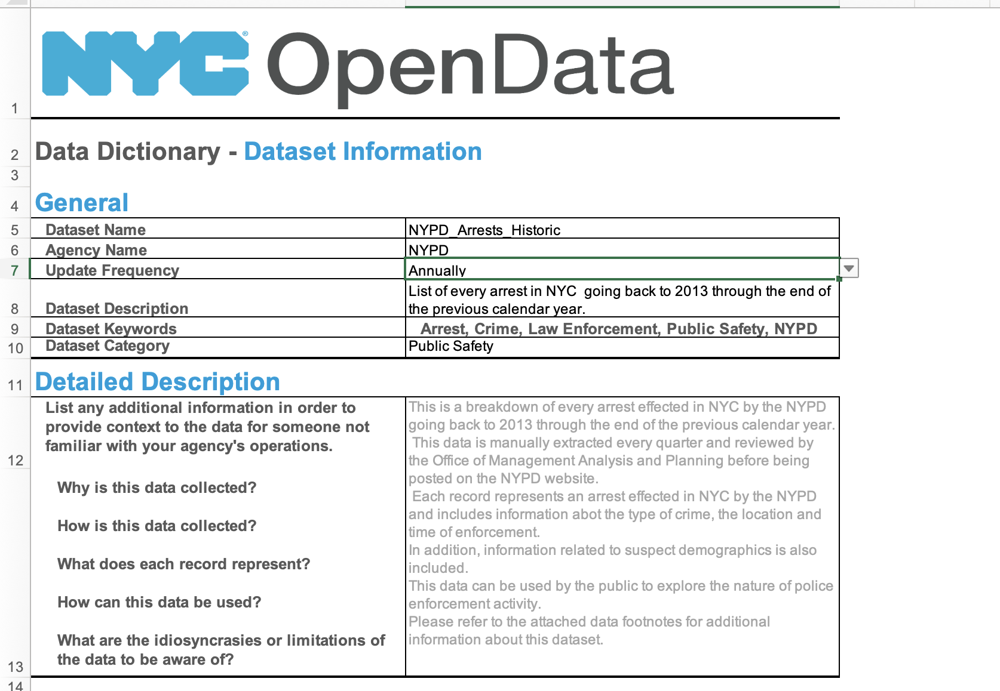 NYC® OpenData
1
2 Data Dictionary - Dataset Information
3
4 General
5 Dataset Name NYPD_Arrests_Historic
6 Agency Name NYPD
7 Update Frequency Annually
List of every arrest in NYC  going back to 2013 through the end of
8 Dataset Description the previous calendar year.
9 Dataset Keywords Arrest, Crime, Law Enforcement, Public Safety, NYPD
10 Dataset Category Public Safety
11 Detailed Description
List any additional information in order to
provide context to the data for someone not
familiar with your agency's operations.
12
Why is this data collected?
How is this data collected?
What does each record represent?
How can this data be used?
What are the idiosyncrasies or limitations of
the data to be aware of?
13
This is a breakdown of every arrest effected in NYC by the NYPD
going back to 2013 through the end of the previous calendar year.
This data is manually extracted every quarter and reviewed by
the Office of Management Analysis and Planning before being
posted on the NYPD website.
Each record represents an arrest effected in NYC by the NYPD
and includes information abot the type of crime, the location and
time of enforcement.
In addition, information related to suspect demographics is also
included.
This data can be used by the public to explore the nature of police
enforcement activity.
Please refer to the attached data footnotes for additional
information about this dataset.
14